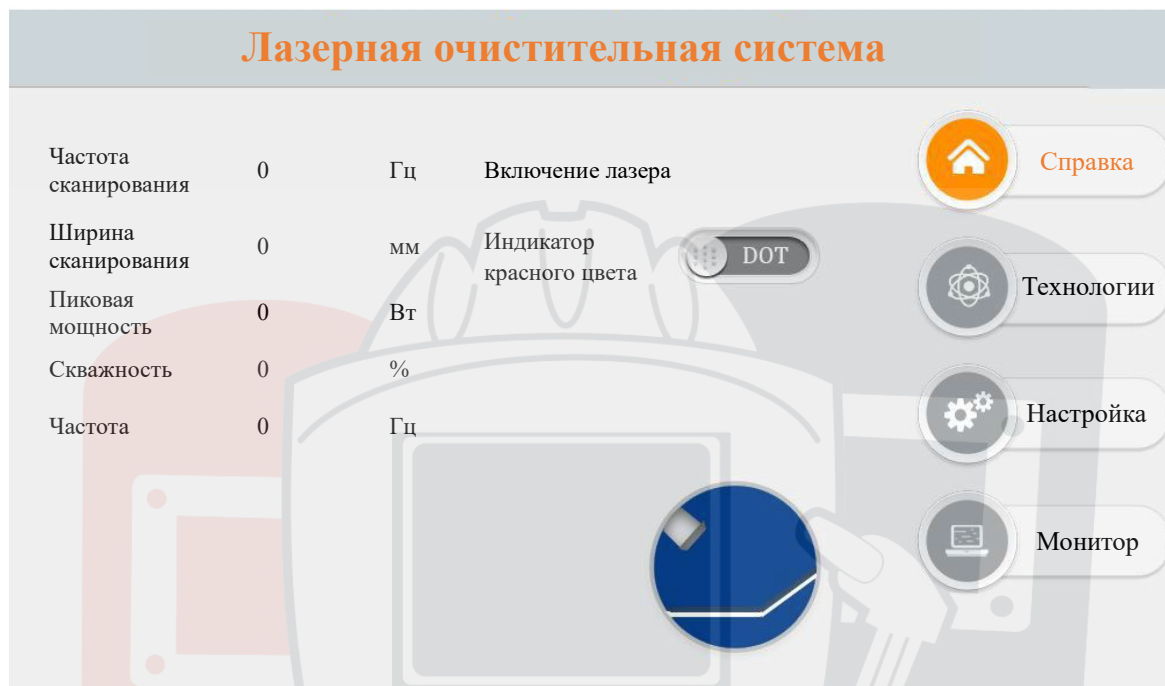 Лазерная очистительная система
Частота
сканирования
0
Гц
Включение лазера
Ширина
сканирования
0
мм
Индикатор
красного цвета
DOT
Пиковая
мощность
0
Вт
Скважность
0
%
Частота
0
Гц
Справка
Технологии
Настройка
Монитор